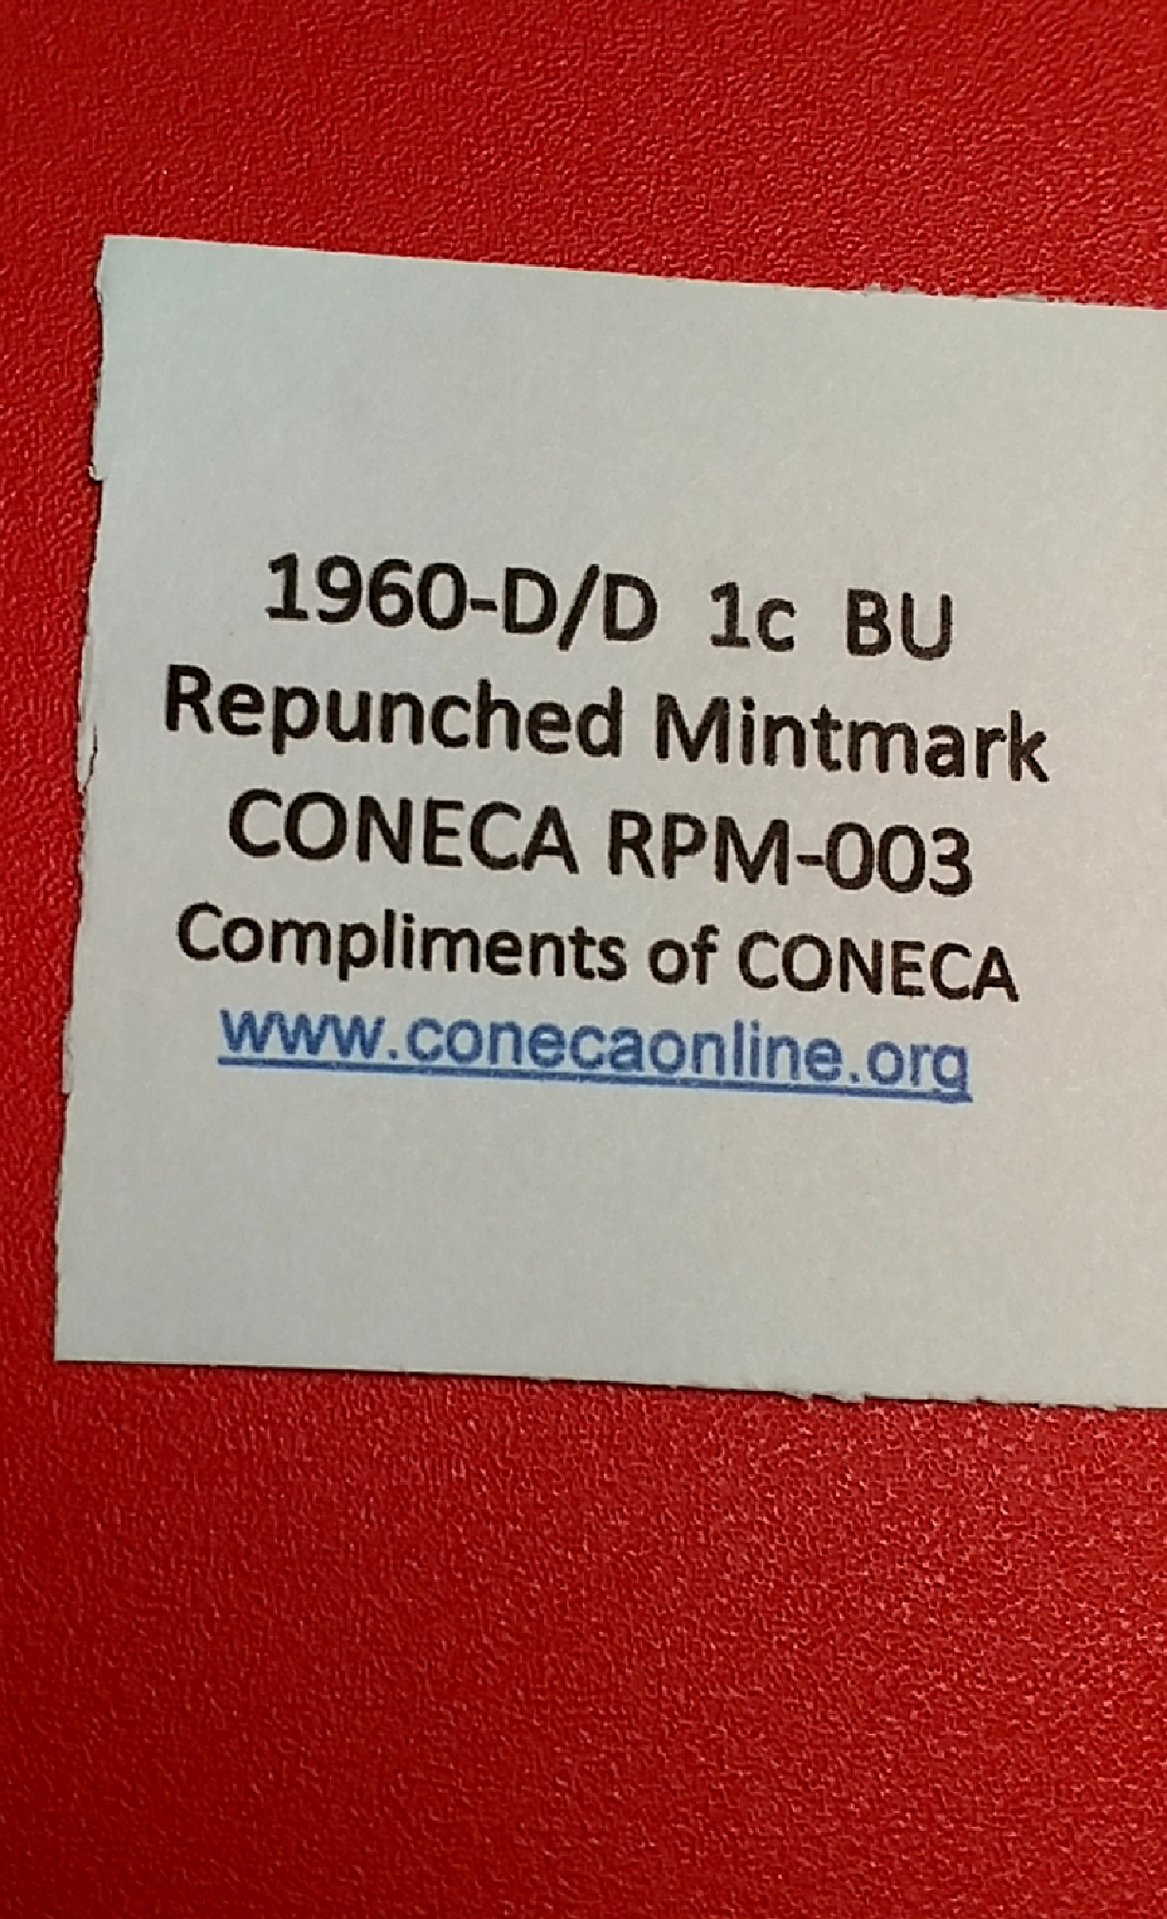 1960-D/D 1c BU
Repunched Mintmark
CONECA RPM-003
Compliments of CONECA
www.conecaonline.org